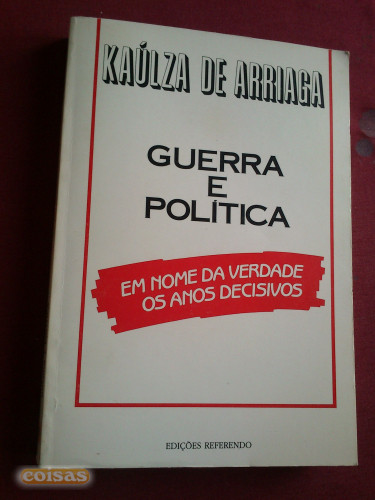 KAÚLZA DE ARRIAGA
GUERRA
E
POLÍTICA
EM NOME DA VERDADE
OS ANOS DECISIVOS
EDIÇÕES REFERENDO
coisas